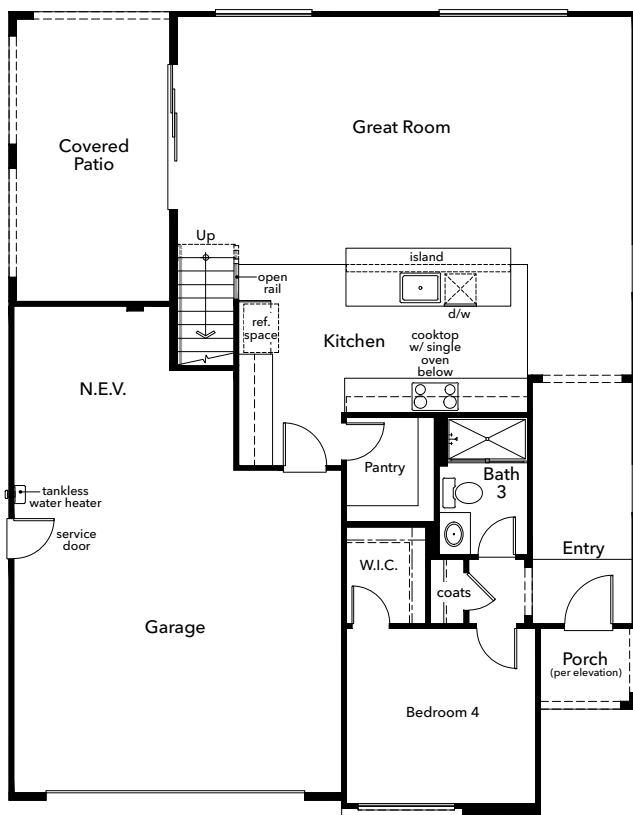 Great Room
Covered
Patio
Up
island
open
rail
d/w
ref.
space
Kitchen
cooktop
w/ single
oven
below
N.E.V.
Pantry
Bath
3
tankless
water heater
service
door
Entry
W.I.C.
coats
Garage
Porch
(per elevation)
Bedroom 4